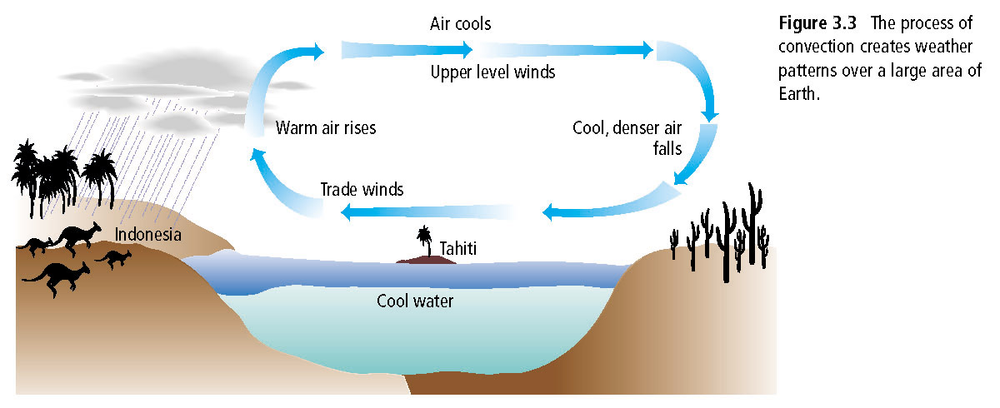 Air cools
Upper level winds
Warm air rises
Cool, denser air
falls
Trade winds
Indonesia
Tahiti
Cool water
Figure 3.3 The process of
convection creates weather
patterns over a large area of
Earth.